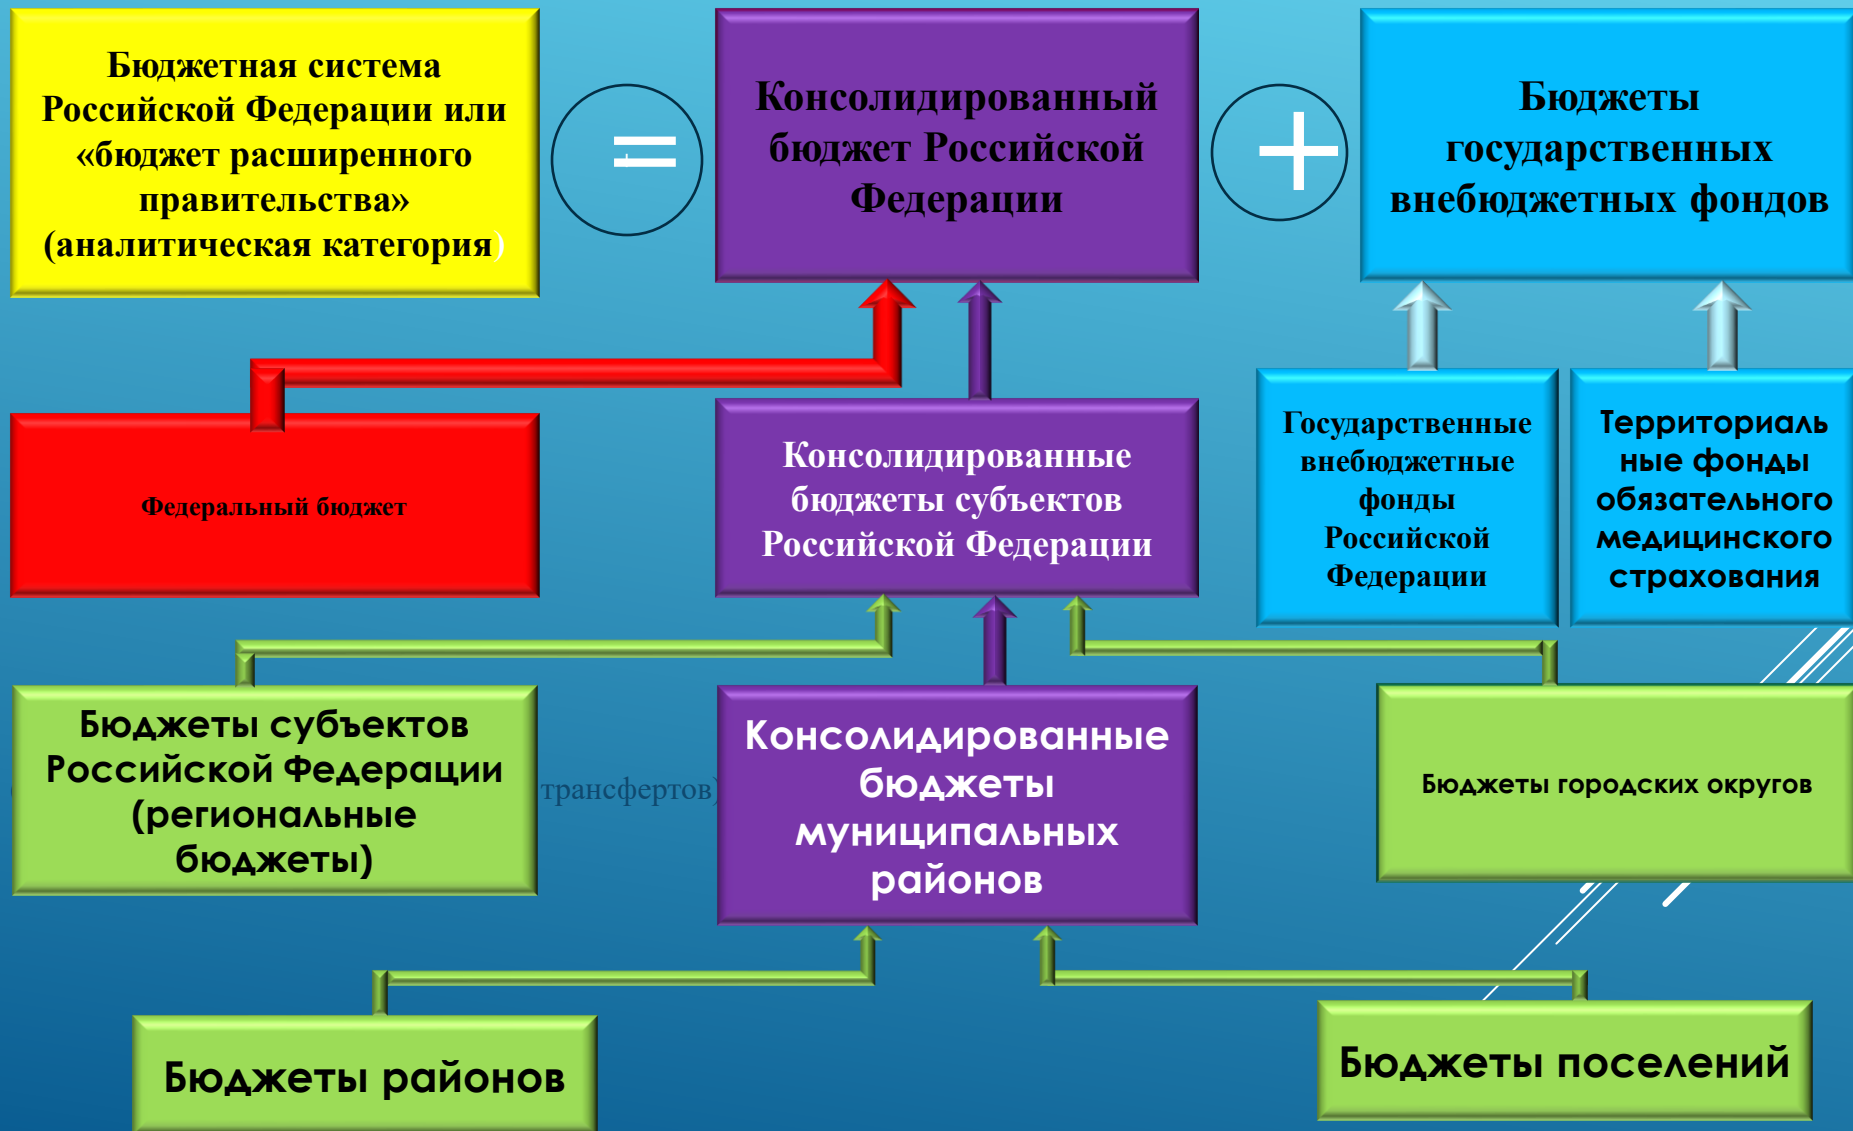 Бюджетная система
Российской Федерации или
«бюджет расширенного
правительства»
(аналитическая категория)
=
Консолидированный
бюджет Российской
Федерации
+
Бюджеты
государственных
внебюджетных фондов
Федеральный бюджет
Консолидированные
бюджеты субъектов
Российской Федерации
Государственные
внебюджетные
фонды
Российской
Федерации
Территориаль
ные фонды
обязательного
медицинского
страхования
Бюджеты субъектов
Российской Федерации
(региональные
бюджеты)
трансфертов)
Консолидированные
бюджеты
муниципальных
районов
Бюджеты городских округов
Бюджеты районов
Бюджеты поселений